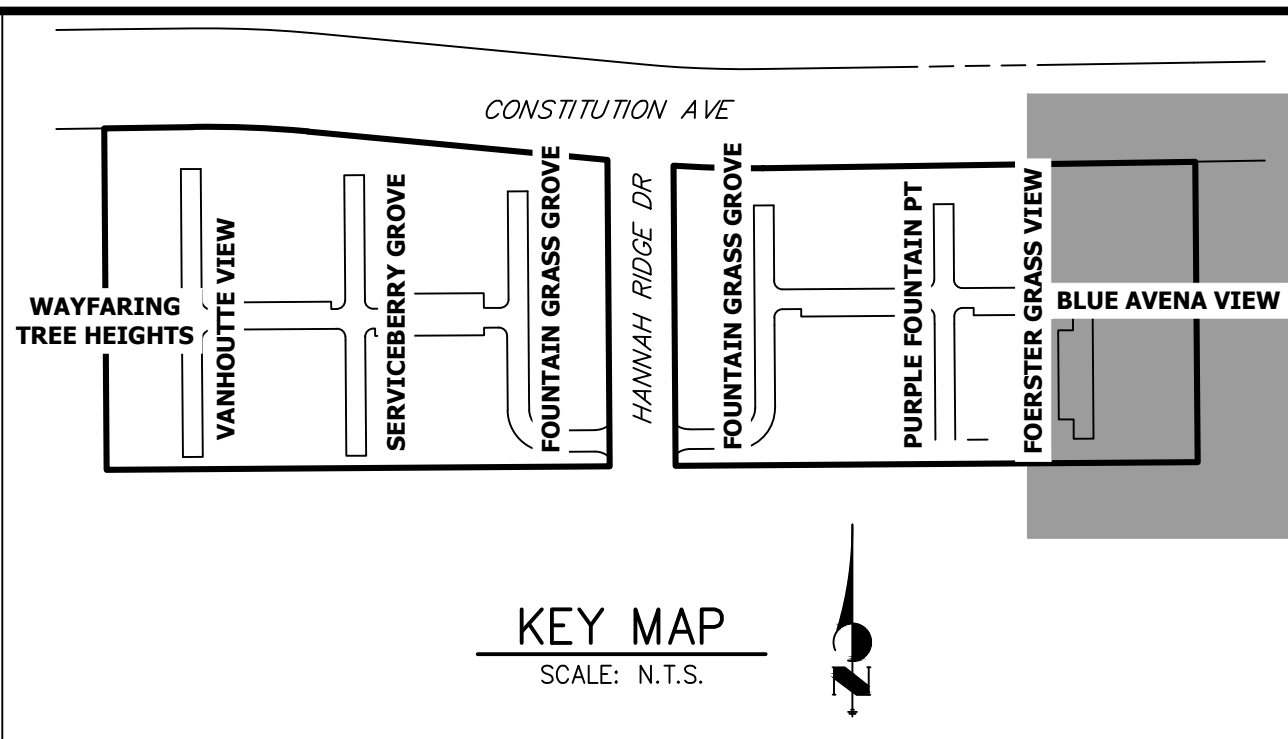 CONSTITUTION AVE
WAYFARING
TREE HEIGHTS
VANHOUTTE VIEW
SERVICEBERRY GROVE
FOUNTAIN GRASS GROVE
HANNAH RIDGE DR
FOUNTAIN GRASS GROVE
PURPLE FOUNTAIN PT
FOERSTER GRASS VIEW
BLUE AVENA VIEW
KEY MAP
SCALE: N.T.S.
N